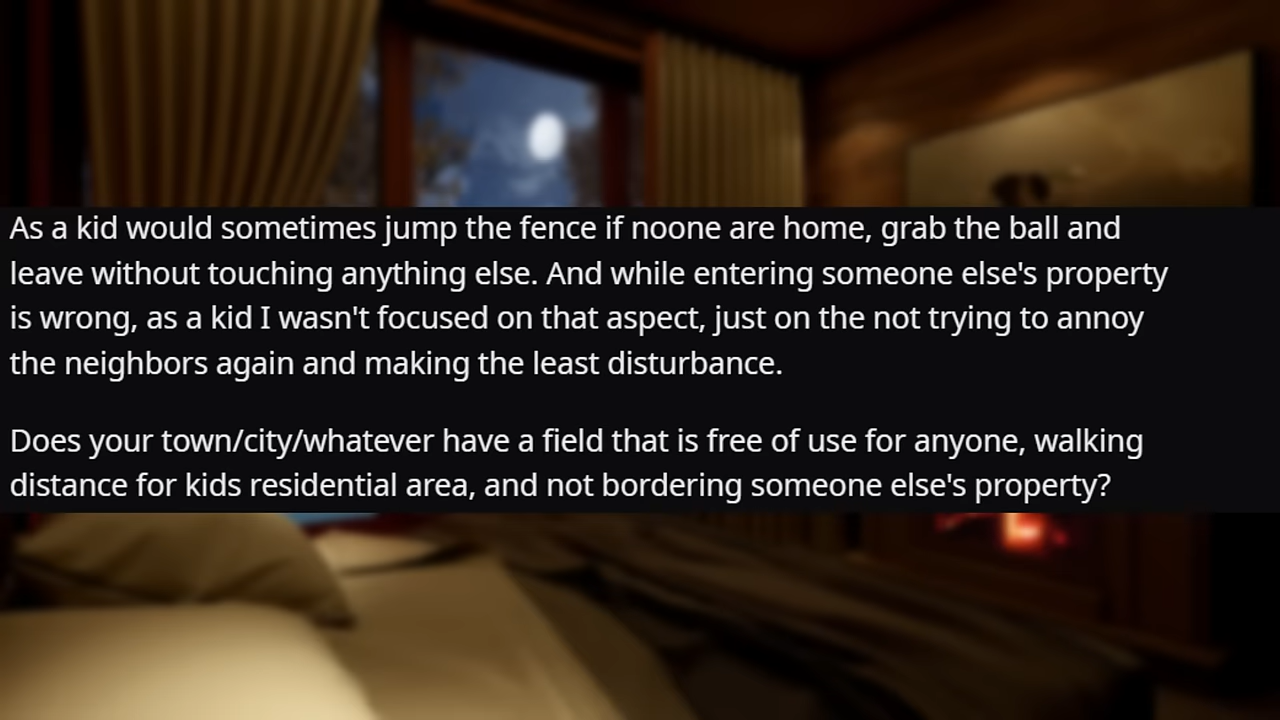 As a kid would sometimes jump the fence if noone are home, grab the ball and
leave without touching anything else. And while entering someone else's property
is wrong, as a kid I wasn't focused on that aspect, just on the not trying to annoy
the neighbors again and making the least disturbance.
Does your town/city/whatever have a field that is free of use for anyone, walking
distance for kids residential area, and not bordering someone else's property?